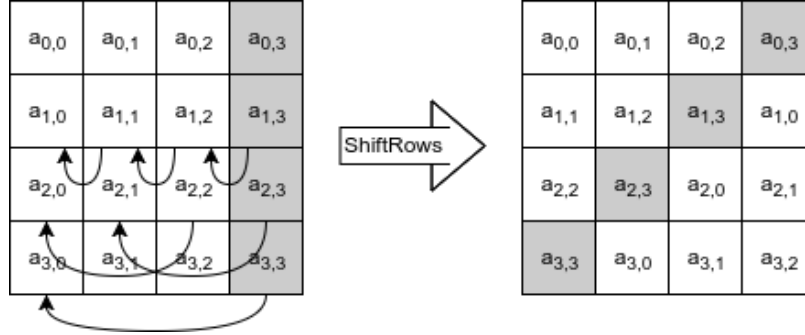 a0,0 a0,1 a0,2 a0,3 a0,0 a0,1 a0,2 a0,3
a1,0 a1,1 a1,2 a1,3 a1,1 a1,2 a1,3 a1,0
ShiftRows
a2,0 a2,1 a2,2 a2,3 a2,2 a2,3 a2,0 a2,1
a3,0 a3,1 a3,2 a3,3 a3,3 a3,0 a3,1 a3,2